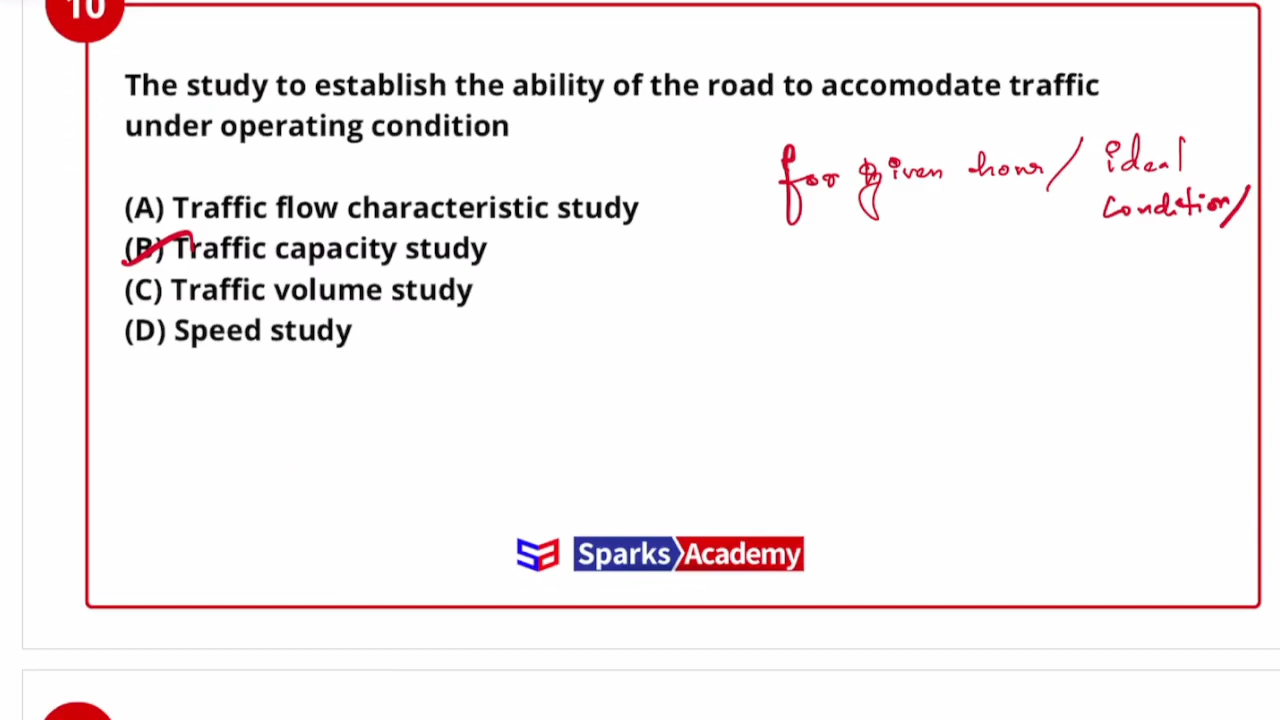 10
The study to establish the ability of the road to accomodate traffic
under operating condition
for given hour/ ideal
condition/
(A) Traffic flow characteristic study
(B) Traffic capacity study
(C) Traffic volume study
(D) Speed study
Sparks Academy